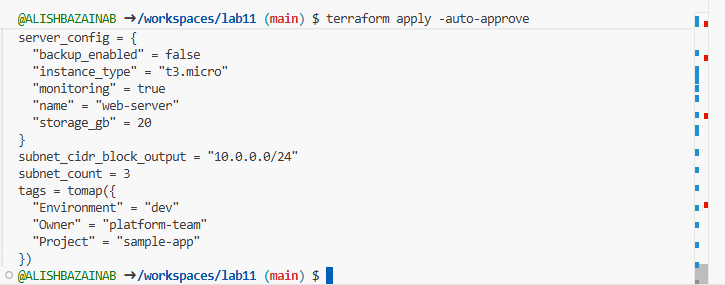 @ALISHBAZAINAB ➜/workspaces/lab11 (main) $ terraform apply -auto-approve
server_config = {
  "backup_enabled" = false
  "instance_type" = "t3.micro"
  "monitoring" = true
  "name" = "web-server"
  "storage_gb" = 20
}
subnet_cidr_block_output = "10.0.0.0/24"
subnet_count = 3
tags = tomap({
  "Environment" = "dev"
  "Owner" = "platform-team"
  "Project" = "sample-app"
})
@ALISHBAZAINAB ➜/workspaces/lab11 (main) $